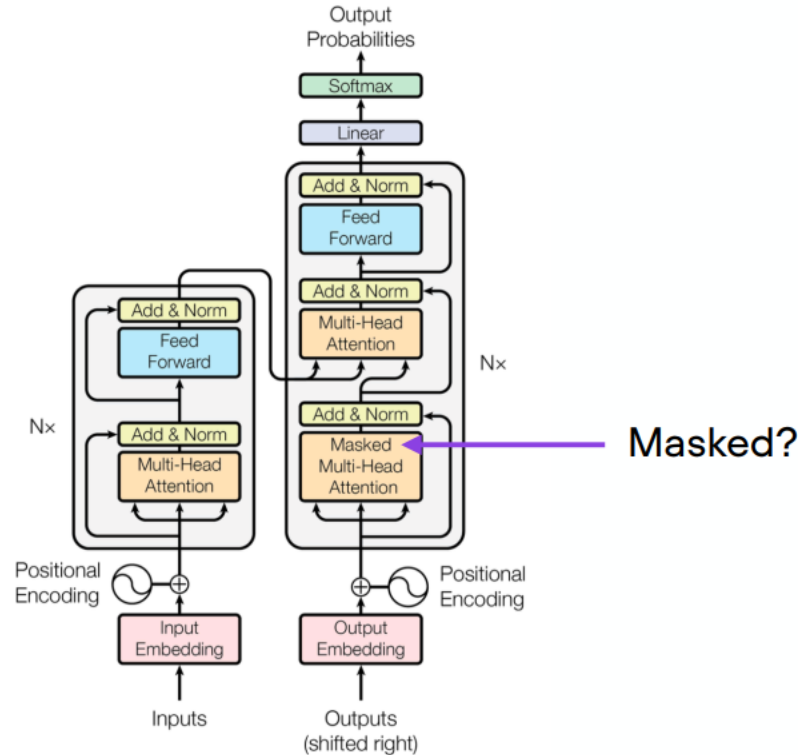 Output
Probabilities
Softmax
Linear
Add & Norm
Feed
Forward
Add & Norm
Multi-Head
Attention
Nx
Add & Norm
Masked
Multi-Head
Attention
Masked?
Add & Norm
Feed
Forward
Nx
Add & Norm
Multi-Head
Attention
Positional
Encoding
Positional
Encoding
Input
Embedding
Output
Embedding
Inputs
Outputs
(shifted right)